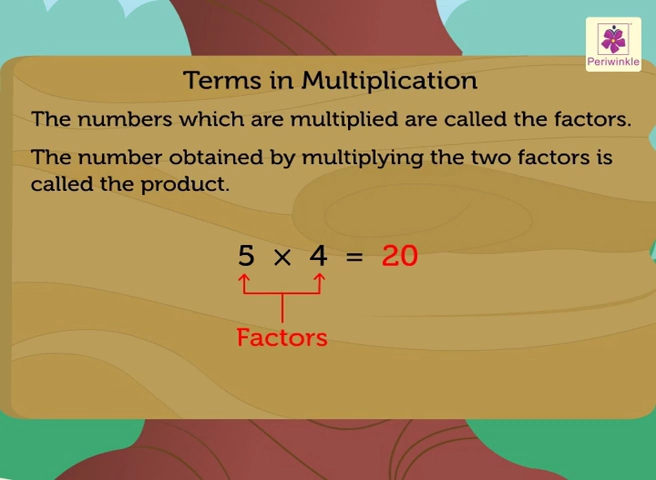 Periwinkle
Terms in Multiplication
The numbers which are multiplied are called the factors.
The number obtained by multiplying the two factors is
called the product.
5 × 4 = 20
Factors